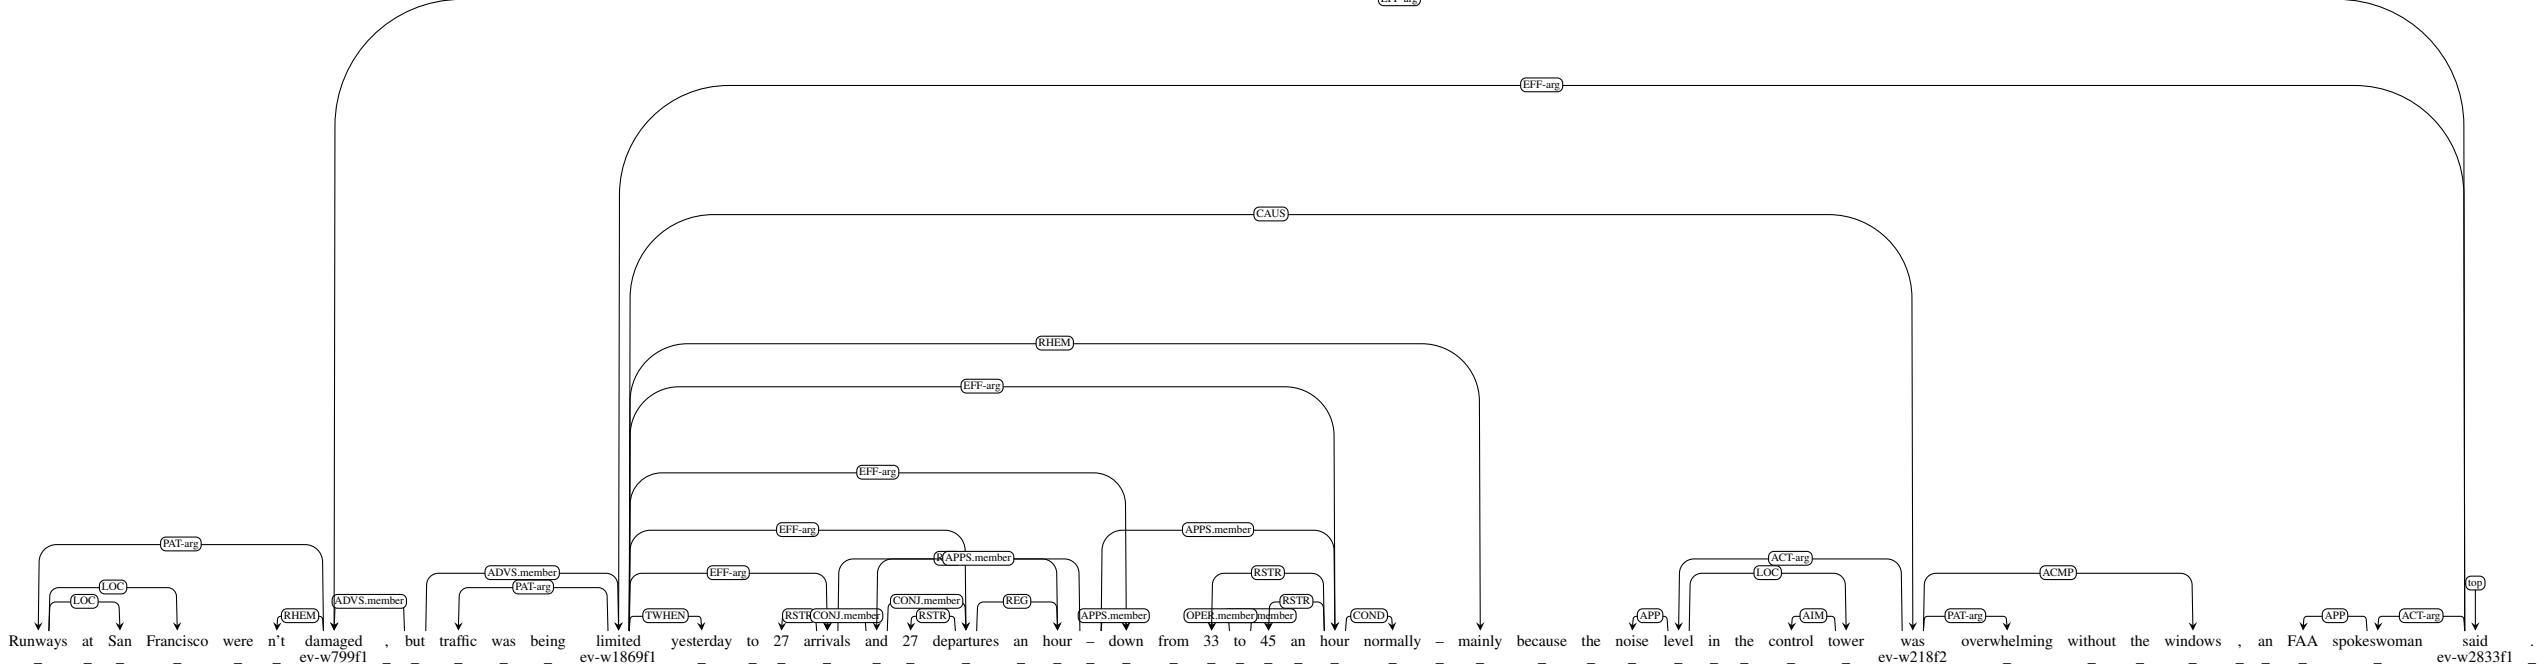 EFF-arg
CAUS
RHEM
EFF-arg
EFF-arg
EFF-arg APPS.member
PAT-arg
APPS.member ACT-arg
ADVS.member EFF-arg RSTR LOC ACMP
top
LOC PAT-arg
LOC ADVS.member CONJ.member REG RSTR
RHEM TWHEN RSTR CONJ.member RSTR APPS.member OPER.member member COND APP AIM PAT-arg APP ACT-arg
Runways at San Francisco were n't damaged , but traffic was being limited yesterday to 27 arrivals and 27 departures an hour – down from 33 to 45 an hour normally – mainly because the noise level in the control tower was overwhelming without the windows , an FAA spokeswoman said .
_ _ _ _ _ _ ev-w799f1 _ _ _ _ _ ev-w1869f1 _ _ _ _ _ _ _ _ _ _ _ _ _ _ _ _ _ _ _ _ _ _ _ _ _ _ _ _ ev-w218f2 _ _ _ _ _ _ _ _ ev-w2833f1 _